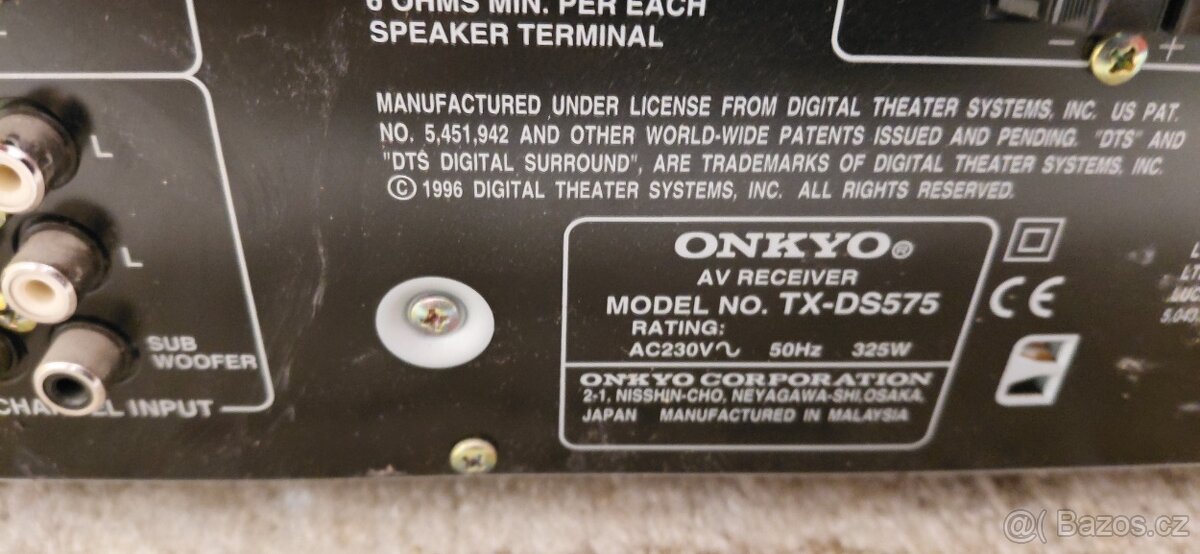 6 OHMS MIN. PER EACH
SPEAKER TERMINAL
− +
MANUFACTURED UNDER LICENSE FROM DIGITAL THEATER SYSTEMS, INC. US PAT.
NO. 5,451,942 AND OTHER WORLD-WIDE PATENTS ISSUED AND PENDING. "DTS" AND
"DTS DIGITAL SURROUND", ARE TRADEMARKS OF DIGITAL THEATER SYSTEMS, INC.
© 1996 DIGITAL THEATER SYSTEMS, INC. ALL RIGHTS RESERVED.
L
L
SUB
WOOFER
CHANNEL INPUT
ONKYO®
AV RECEIVER
MODEL NO. TX-DS575
RATING:
AC230V∿ 50Hz 325W
ONKYO CORPORATION
2-1, NISSHIN-CHO, NEYAGAWA-SHI,OSAKA,
JAPAN MANUFACTURED IN MALAYSIA
CE
@( Bazos.cz